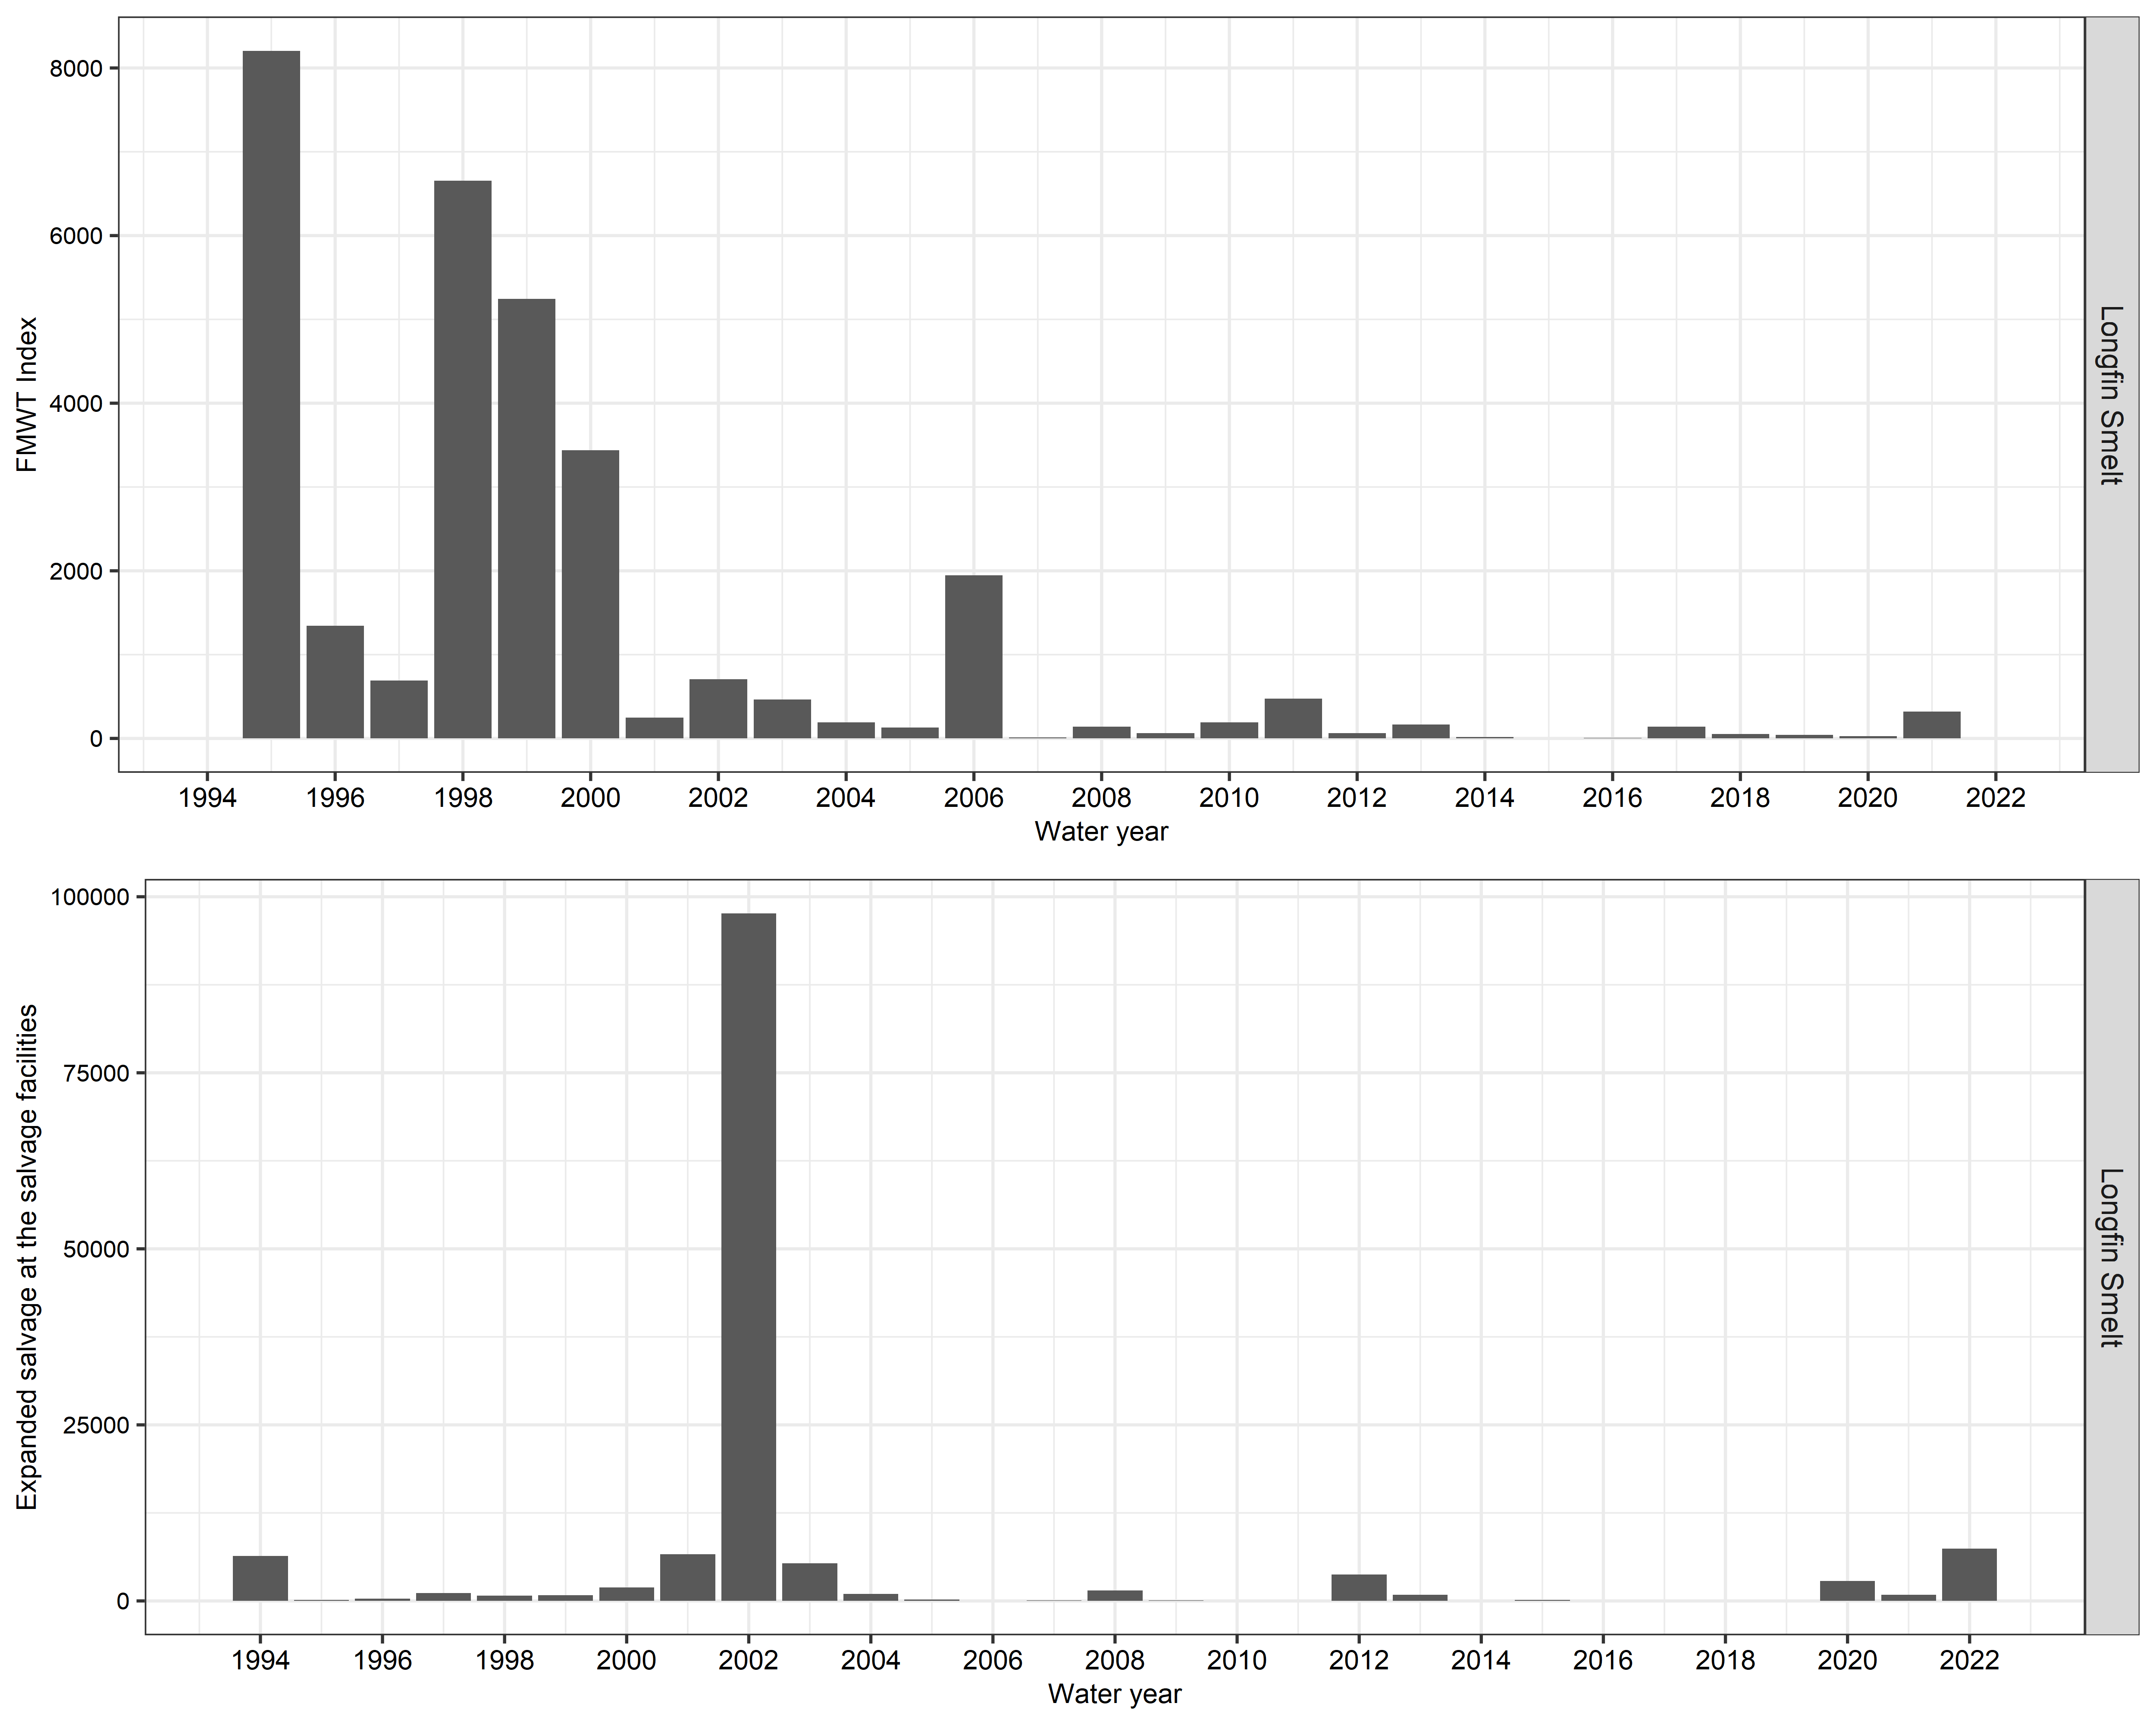 8000
6000
4000
2000
0
FMWT Index
Longfin Smelt
1994 1996 1998 2000 2002 2004 2006 2008 2010 2012 2014 2016 2018 2020 2022
Water year
100000
75000
50000
25000
0
Expanded salvage at the salvage facilities
Longfin Smelt
1994 1996 1998 2000 2002 2004 2006 2008 2010 2012 2014 2016 2018 2020 2022
Water year